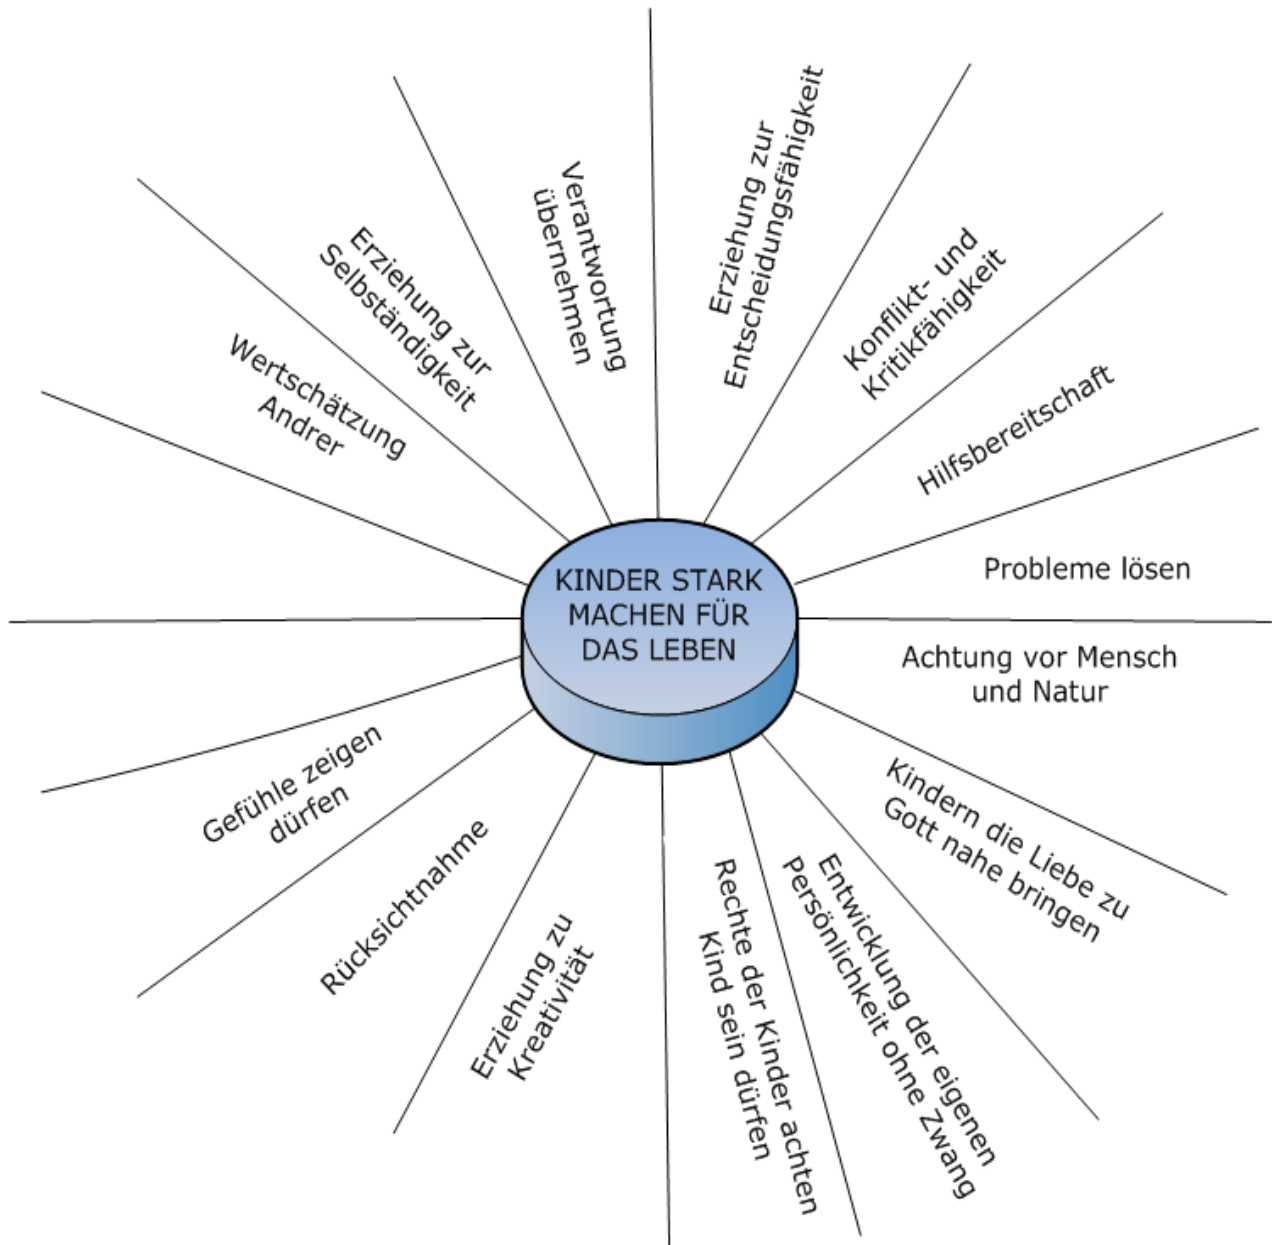 KINDER STARK
MACHEN FÜR
DAS LEBEN
Erziehung zur
Entscheidungsfähigkeit
Konflikt- und
Kritikfähigkeit
Hilfsbereitschaft
Probleme lösen
Achtung vor Mensch
und Natur
Kindern die Liebe zu
Gott nahe bringen
Entwicklung der eigenen
Persönlichkeit ohne Zwang
Rechte der Kinder achten
Kind sein dürfen
Erziehung zu
Kreativität
Rücksichtnahme
Gefühle zeigen
dürfen
Wertschätzung
Andrer
Erziehung zur
Selbständigkeit
Verantwortung
übernehmen